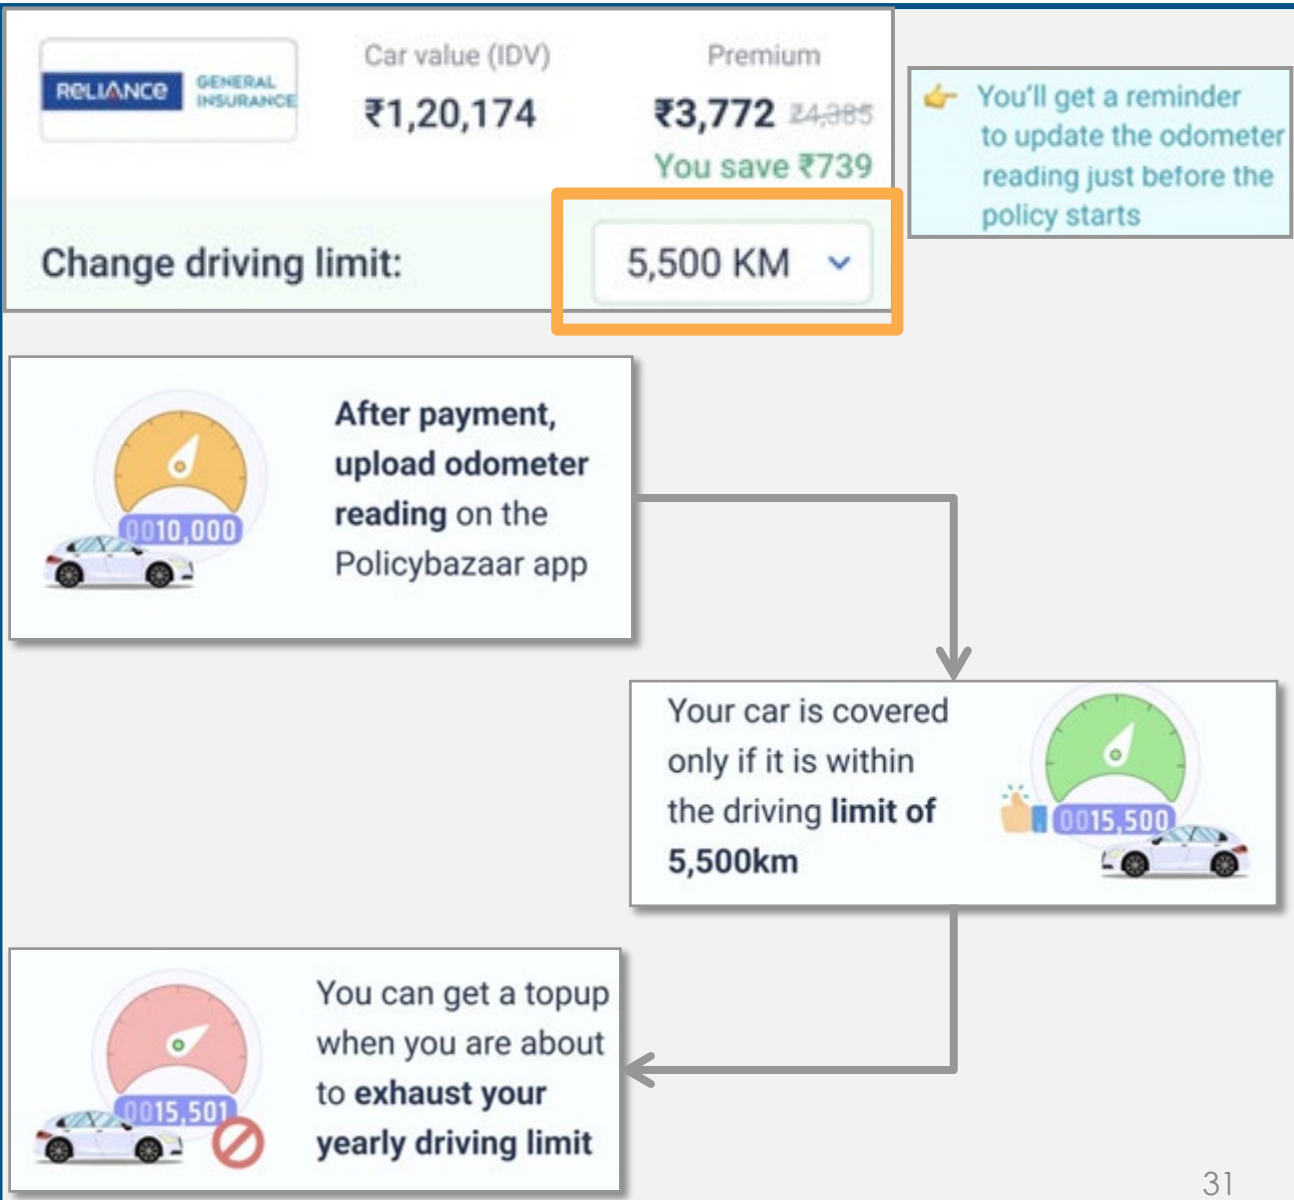 RELIANCE GENERAL INSURANCE
Car value (IDV)
₹1,20,174
Premium
₹3,772 ₹4,385
You save ₹739
👉 You'll get a reminder
to update the odometer
reading just before the
policy starts
Change driving limit:
5,500 KM
After payment,
upload odometer
reading on the
Policybazaar app
0010,000
Your car is covered
only if it is within
the driving limit of
5,500km
0015,500
You can get a topup
when you are about
to exhaust your
yearly driving limit
0015,501
31